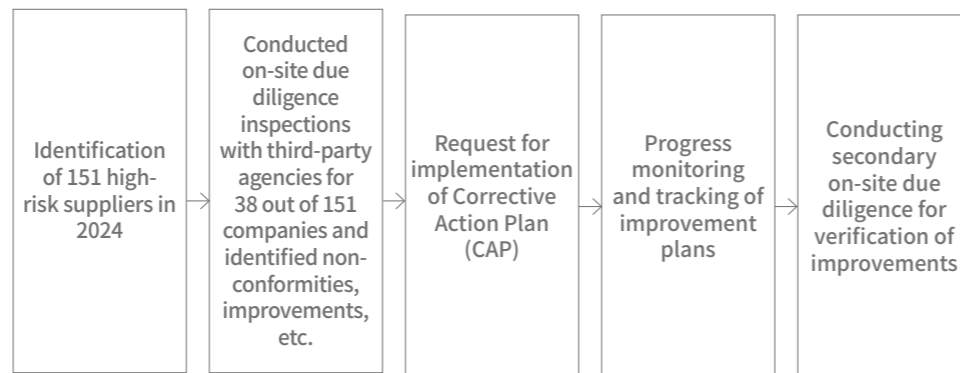 Identification
of 151 high-
risk suppliers in
2024
Conducted
on-site due
diligence
inspections
with third-party
agencies for
38 out of 151
companies and
identified non-
conformities,
improvements,
etc.
Request for
implementation
of Corrective
Action Plan
(CAP)
Progress
monitoring
and tracking of
improvement
plans
Conducting
secondary
on-site due
diligence for
verification of
improvements